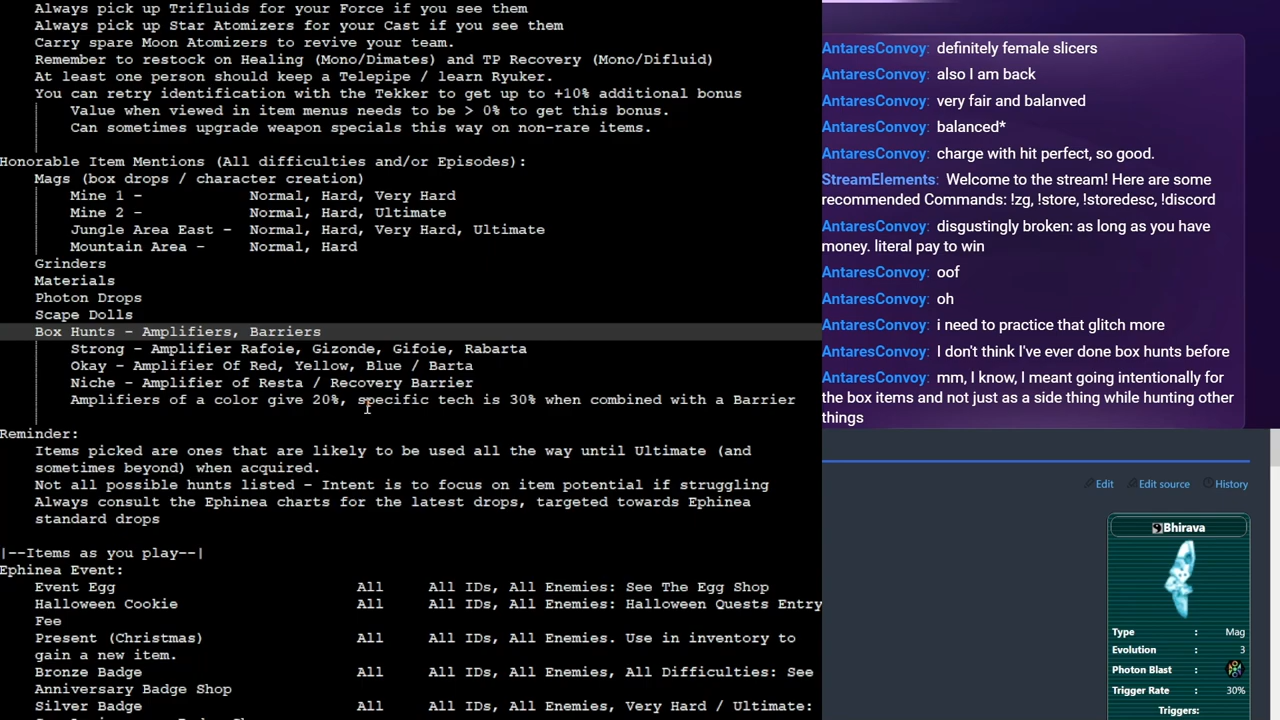 Always pick up Trifluids for your Force if you see them
Always pick up Star Atomizers for your Cast if you see them
Carry spare Moon Atomizers to revive your team.
Remember to restock on Healing (Mono/Dimates) and TP Recovery (Mono/Difluid)
At least one person should keep a Telepipe / learn Ryuker.
You can retry identification with the Tekker to get up to +10% additional bonus
Value when viewed in item menus needs to be > 0% to get this bonus.
Can sometimes upgrade weapon specials this way on non-rare items.
Honorable Item Mentions (All difficulties and/or Episodes):
Mags (box drops / character creation)
Mine 1 - Normal, Hard, Very Hard
Mine 2 - Normal, Hard, Ultimate
Jungle Area East - Normal, Hard, Very Hard, Ultimate
Mountain Area - Normal, Hard
Grinders
Materials
Photon Drops
Scape Dolls
Box Hunts - Amplifiers, Barriers
Strong - Amplifier Rafoie, Gizonde, Gifoie, Rabarta
Okay - Amplifier Of Red, Yellow, Blue / Barta
Niche - Amplifier of Resta / Recovery Barrier
Amplifiers of a color give 20%, specific tech is 30% when combined with a Barrier
Reminder:
Items picked are ones that are likely to be used all the way until Ultimate (and
sometimes beyond) when acquired.
Not all possible hunts listed - Intent is to focus on item potential if struggling
Always consult the Ephinea charts for the latest drops, targeted towards Ephinea
standard drops
|--Items as you play--|
Ephinea Event:
Event Egg All All IDs, All Enemies: See The Egg Shop
Halloween Cookie All All IDs, All Enemies: Halloween Quests Entry
Fee
Present (Christmas) All All IDs, All Enemies. Use in inventory to
gain a new item.
Bronze Badge All All IDs, All Enemies, All Difficulties: See
Anniversary Badge Shop
Silver Badge All All IDs, All Enemies, Very Hard / Ultimate:
AntaresConvoy: definitely female slicers
AntaresConvoy: also I am back
AntaresConvoy: very fair and balanved
AntaresConvoy: balanced*
AntaresConvoy: charge with hit perfect, so good.
StreamElements: Welcome to the stream! Here are some
recommended Commands: !zg, !store, !storedesc, !discord
AntaresConvoy: disgustingly broken: as long as you have
money. literal pay to win
AntaresConvoy: oof
AntaresConvoy: oh
AntaresConvoy: i need to practice that glitch more
AntaresConvoy: I don't think I've ever done box hunts before
AntaresConvoy: mm, I know, I meant going intentionally for
the box items and not just as a side thing while hunting other
things
Edit Edit source History
Bhirava
Type : Mag
Evolution : 3
Photon Blast :
Trigger Rate : 30%
Triggers: